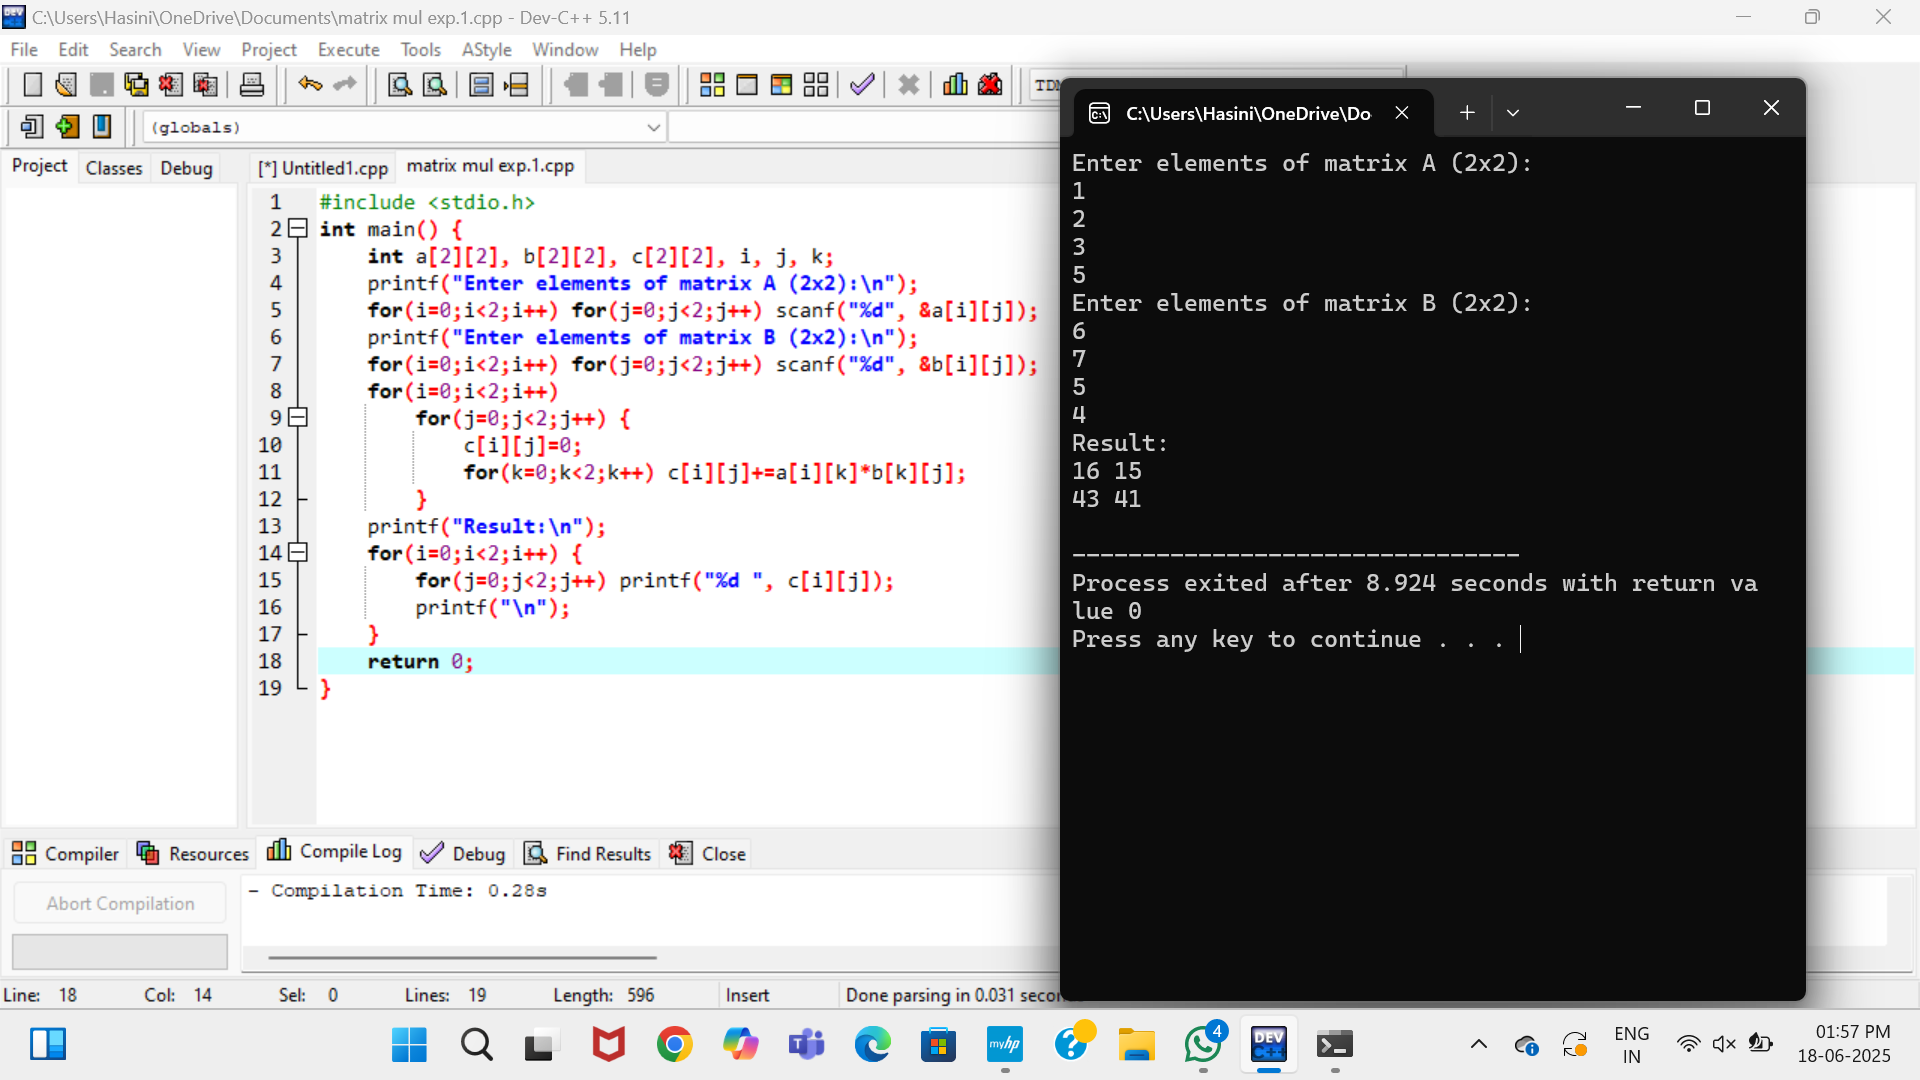 C:\Users\Hasini\OneDrive\Documents\matrix mul exp.1.cpp - Dev-C++ 5.11
File Edit Search View Project Execute Tools AStyle Window Help
(globals)
Project Classes Debug [*] Untitled1.cpp matrix mul exp.1.cpp
1 #include <stdio.h>
2 int main() {
3 int a[2][2], b[2][2], c[2][2], i, j, k;
4 printf("Enter elements of matrix A (2x2):\n");
5 for(i=0;i<2;i++) for(j=0;j<2;j++) scanf("%d", &a[i][j]);
6 printf("Enter elements of matrix B (2x2):\n");
7 for(i=0;i<2;i++) for(j=0;j<2;j++) scanf("%d", &b[i][j]);
8 for(i=0;i<2;i++)
9 for(j=0;j<2;j++) {
10 c[i][j]=0;
11 for(k=0;k<2;k++) c[i][j]+=a[i][k]*b[k][j];
12 }
13 printf("Result:\n");
14 for(i=0;i<2;i++) {
15 for(j=0;j<2;j++) printf("%d ", c[i][j]);
16 printf("\n");
17 }
18 return 0;
19 }
C:\Users\Hasini\OneDrive\Do
Enter elements of matrix A (2x2):
1
2
3
5
Enter elements of matrix B (2x2):
6
7
5
4
Result:
16 15
43 41
--------------------------------
Process exited after 8.924 seconds with return va
lue 0
Press any key to continue . . .
Compiler Resources Compile Log Debug Find Results Close
Abort Compilation
- Compilation Time: 0.28s
Line: 18 Col: 14 Sel: 0 Lines: 19 Length: 596 Insert Done parsing in 0.031
myhp
4
DEV C++
ENG
IN
01:57 PM
18-06-2025